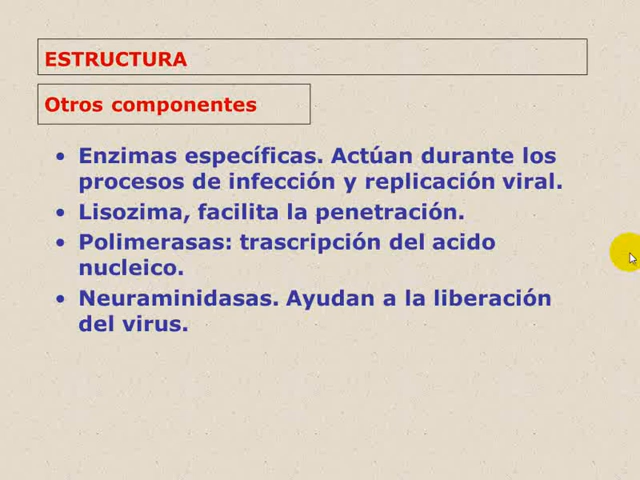 ESTRUCTURA
Otros componentes
• Enzimas específicas. Actúan durante los
procesos de infección y replicación viral.
• Lisozima, facilita la penetración.
• Polimerasas: trascripción del acido
nucleico.
• Neuraminidasas. Ayudan a la liberación
del virus.